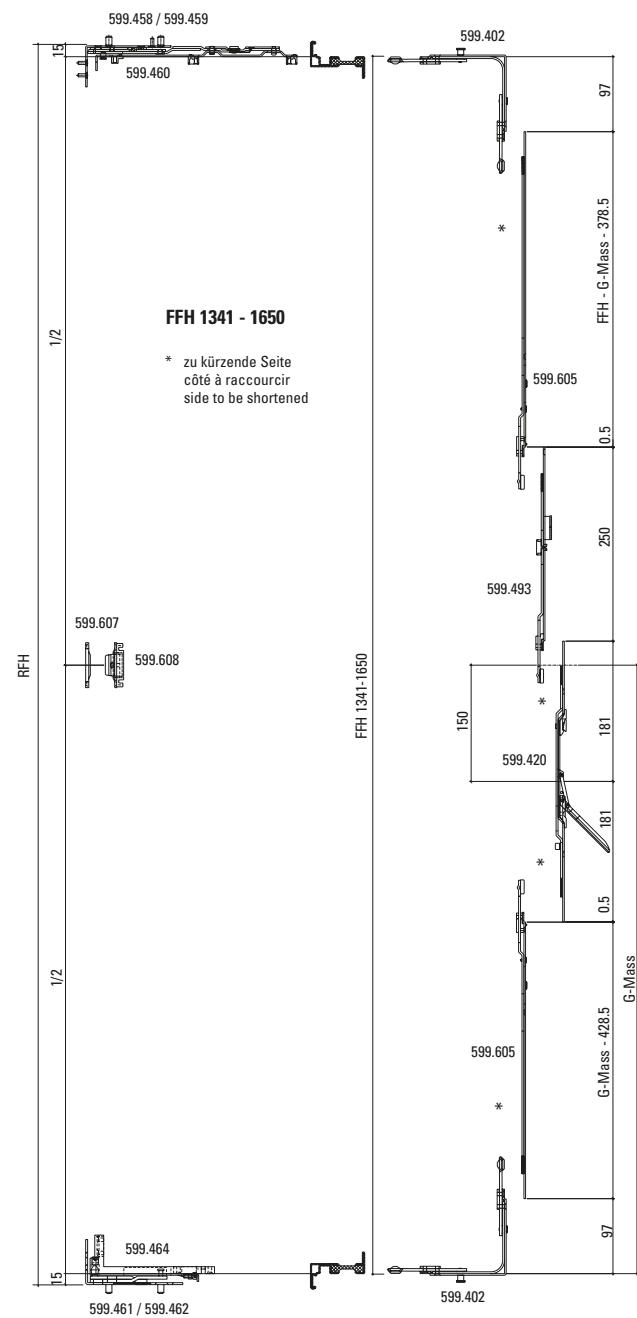 599.458 / 599.459
599.402
15
599.460
97
*
FFH - G-Mass - 378.5
FFH 1341 - 1650
1/2
* zu kürzende Seite
côté à raccourcir
side to be shortened
599.605
0.5
250
599.493
599.607
599.608
RFH
FFH 1341-1650
*
150
181
599.420
181
*
0.5
1/2
G-Mass
G-Mass - 428.5
599.605
*
97
599.464
15
599.402
599.461 / 599.462